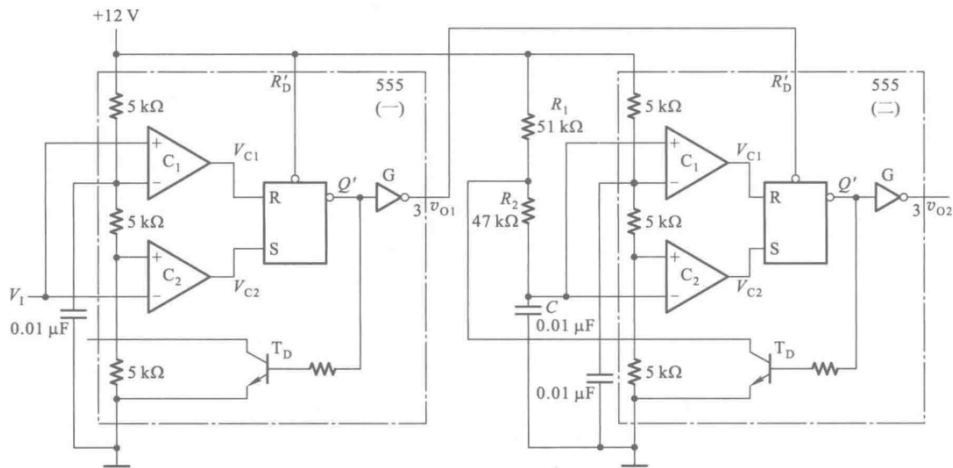 +12 V
R′D
555
(一)
5 kΩ
+
C1
−
VC1
R
Q′
G
3
vO1
5 kΩ
+
C2
−
VC2
S
VI
0.01 μF
TD
5 kΩ
R1
51 kΩ
R2
47 kΩ
C
0.01 μF
0.01 μF
R′D
555
(二)
5 kΩ
+
C1
−
VC1
R
Q′
G
3
vO2
5 kΩ
+
C2
−
VC2
S
TD
5 kΩ